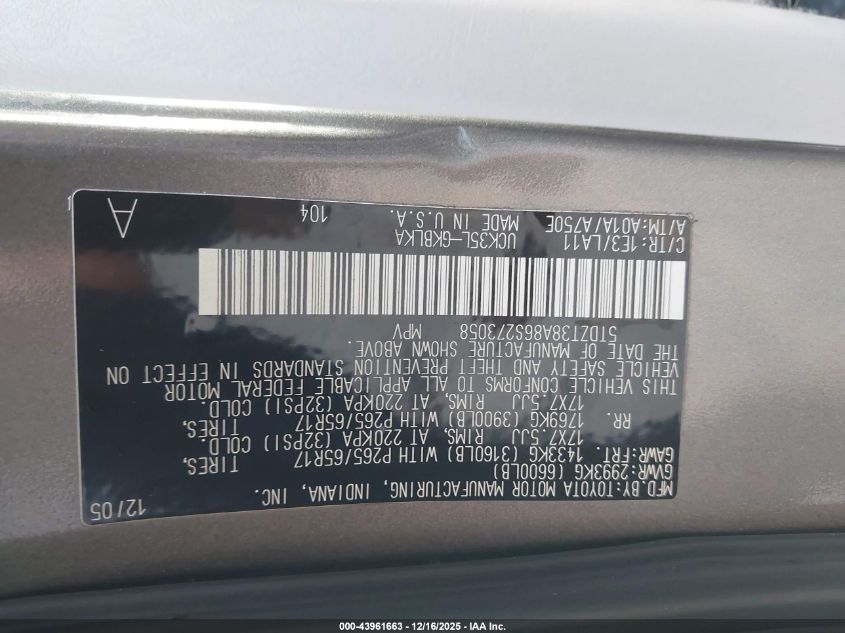 MFD.BY:TOYOTA MOTOR MANUFACTURING, INDIANA, INC. 12/05
GVWR:2993KG (6600LB)
GAWR:FRT. 1433KG (3160LB) WITH P265/65R17 TIRES,
17X7.5JJ RIMS, AT 220KPA (32PSI) COLD
RR. 1769KG (3900LB) WITH P265/65R17 TIRES,
17X7.5JJ RIMS, AT 220KPA (32PSI) COLD.
THIS VEHICLE CONFORMS TO ALL APPLICABLE FEDERAL MOTOR
VEHICLE SAFETY AND THEFT PREVENTION STANDARDS IN EFFECT ON
THE DATE OF MANUFACTURE SHOWN ABOVE.
5TDZT38A86S273058 MPV
C/TR:1E3/LA11 UCK35L-GKBLKA 104 A
A/TM:A01A/A750E MADE IN U.S.A.
000-43961663 - 12/16/2025 - IAA Inc.